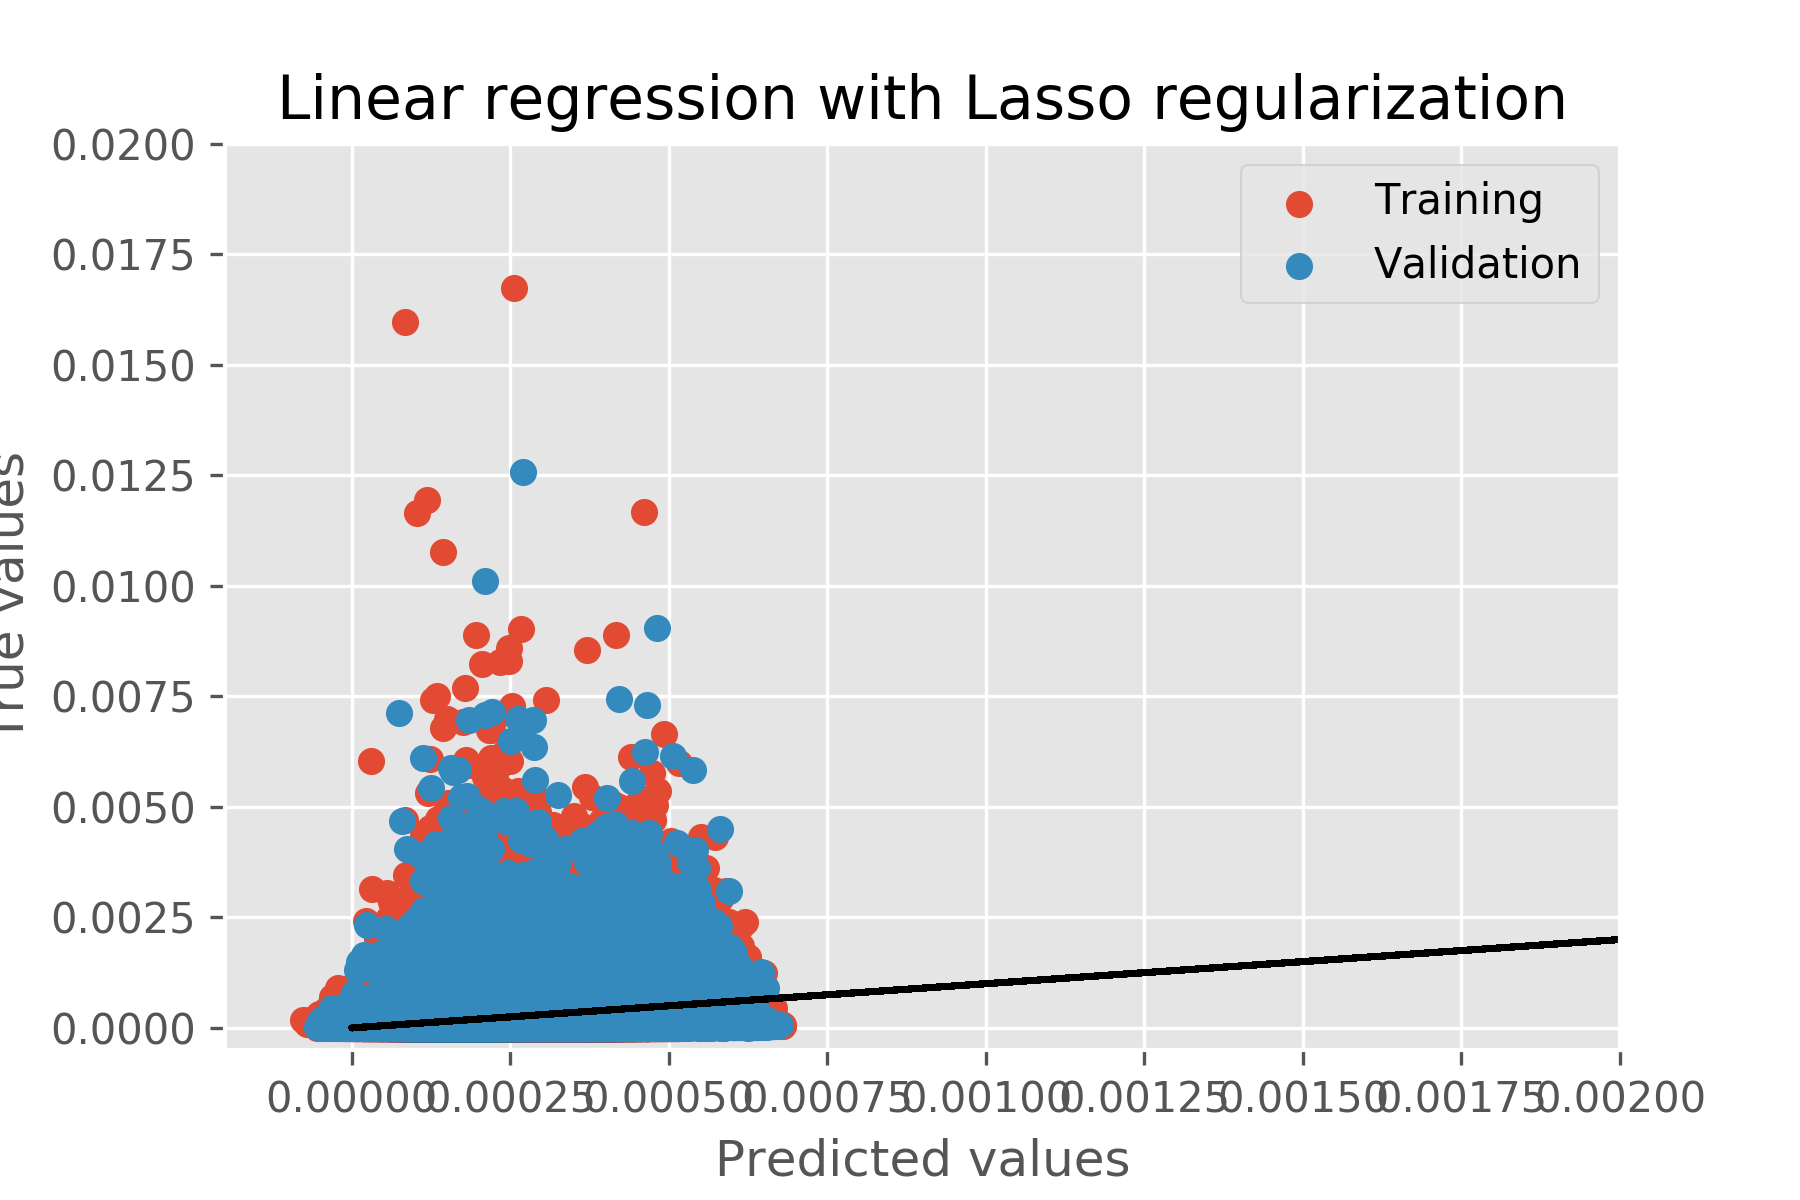 Linear regression with Lasso regularization
Training
Validation
0.0200
0.0175
0.0150
0.0125
0.0100
0.0075
0.0050
0.0025
0.0000
True values
0.00000 0.00025 0.00050 0.00075 0.00100 0.00125 0.00150 0.00175 0.00200
Predicted values